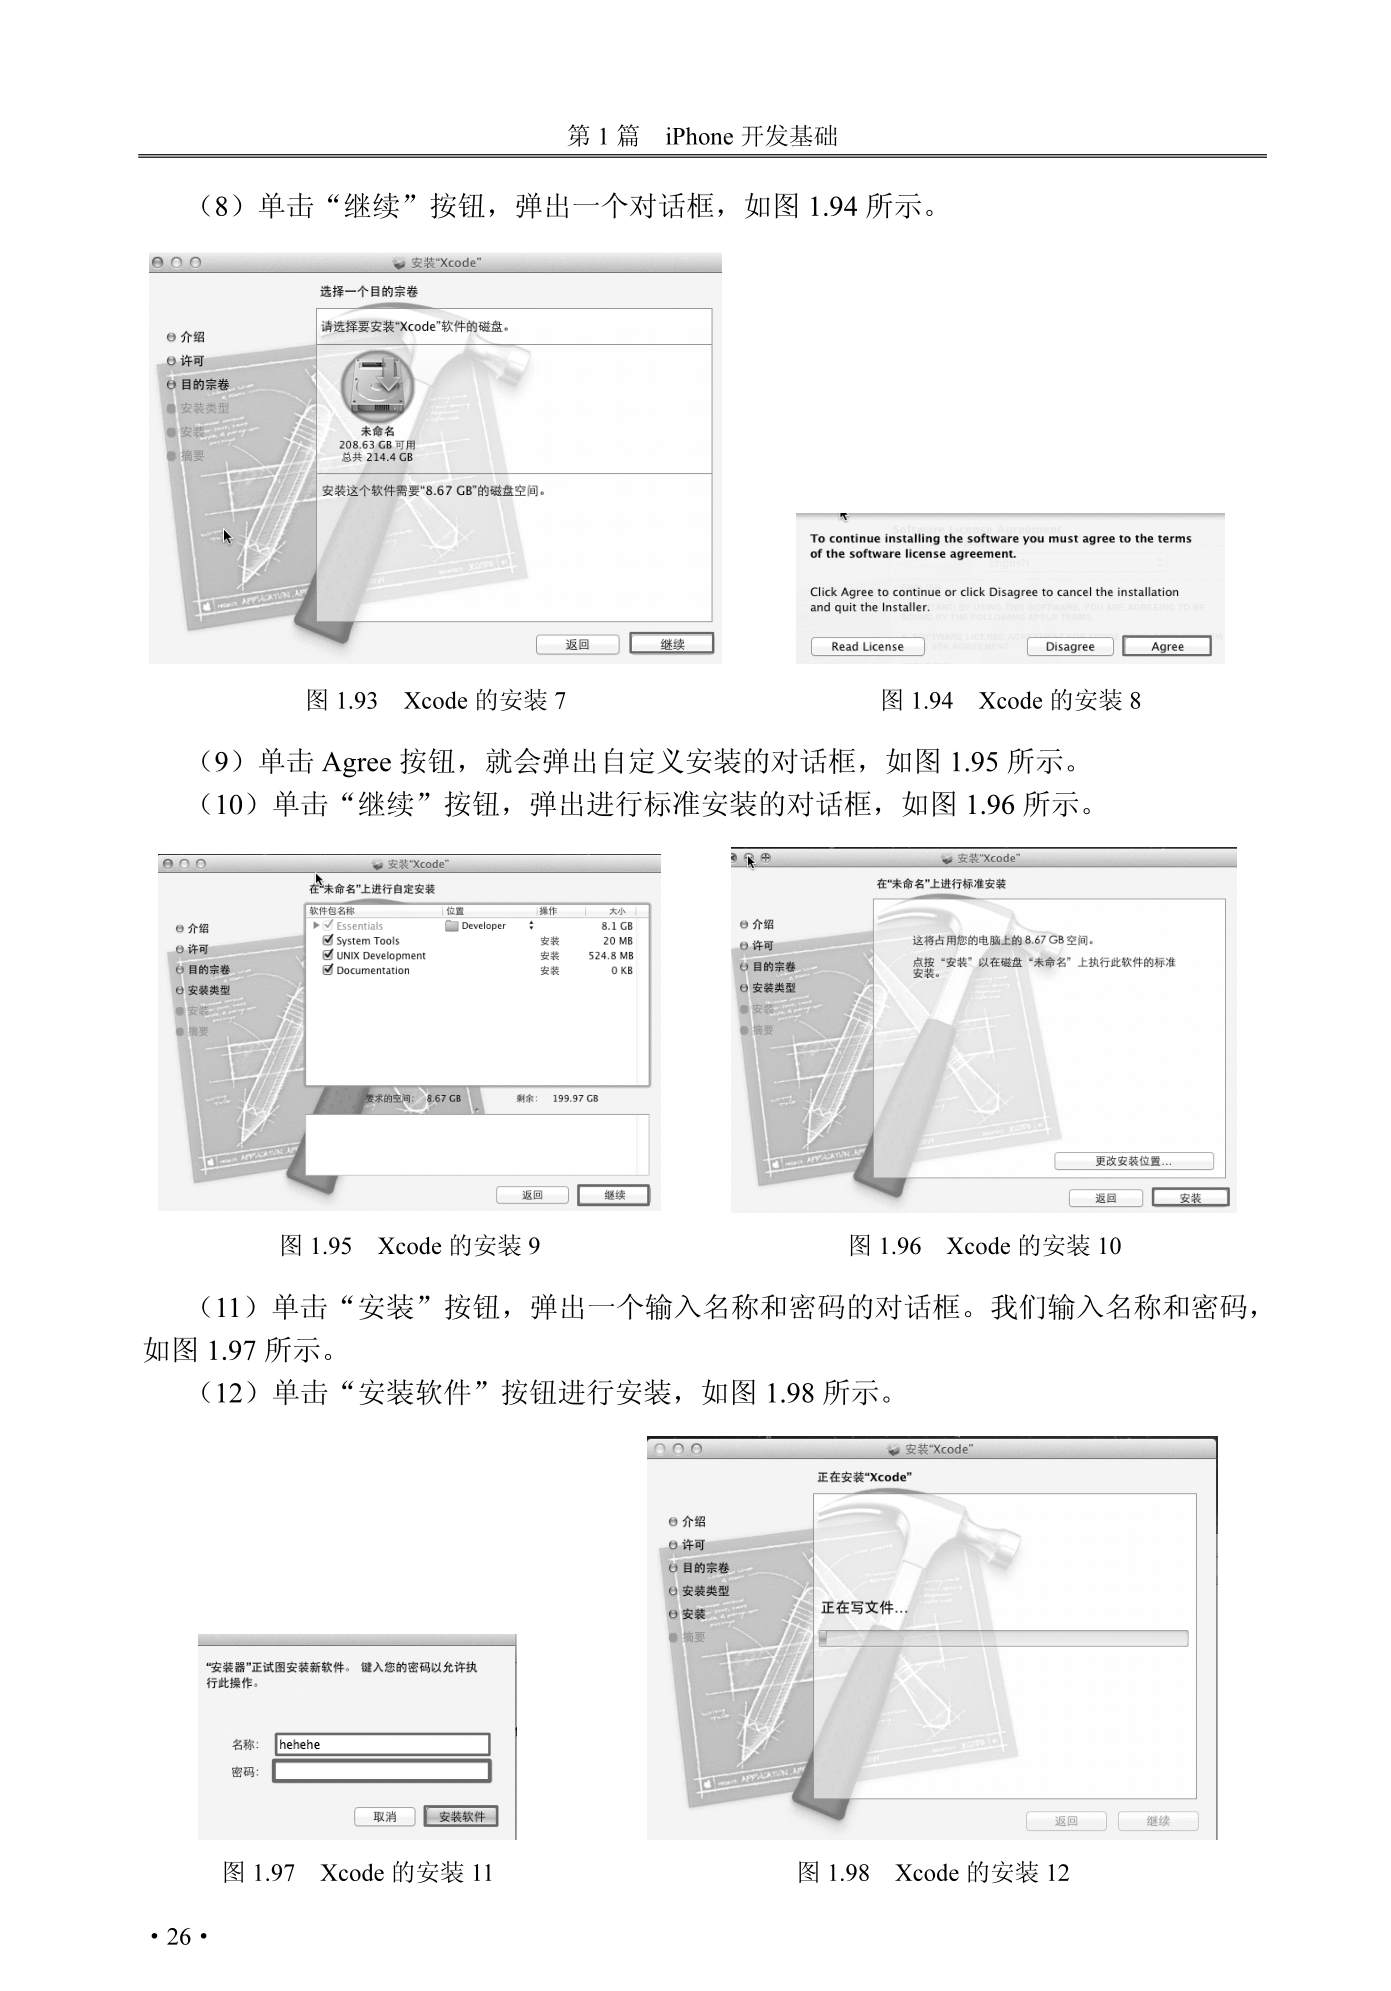 第 1 篇　iPhone 开发基础
（8）单击“继续”按钮，弹出一个对话框，如图 1.94 所示。
安装“Xcode”
选择一个目的宗卷
请选择要安装“Xcode”软件的磁盘。
介绍
许可
目的宗卷
安装类型
安装
摘要
未命名
208.63 GB 可用
总共 214.4 GB
安装这个软件需要“8.67 GB”的磁盘空间。
返回
继续
To continue installing the software you must agree to the terms
of the software license agreement.
Click Agree to continue or click Disagree to cancel the installation
and quit the Installer.
Read License
Disagree
Agree
图 1.93　Xcode 的安装 7
图 1.94　Xcode 的安装 8
（9）单击 Agree 按钮，就会弹出自定义安装的对话框，如图 1.95 所示。
（10）单击“继续”按钮，弹出进行标准安装的对话框，如图 1.96 所示。
安装“Xcode”
在“未命名”上进行自定安装
介绍
许可
目的宗卷
安装类型
安装
摘要
软件包名称 位置 操作 大小
Essentials Developer 8.1 GB
System Tools 安装 20 MB
UNIX Development 安装 524.8 MB
Documentation 安装 0 KB
要求的空间: 8.67 GB 剩余: 199.97 GB
返回
继续
安装“Xcode”
在“未命名”上进行标准安装
介绍
许可
目的宗卷
安装类型
安装
摘要
这将占用您的电脑上的 8.67 GB 空间。
点按“安装”以在磁盘“未命名”上执行此软件的标准
安装。
更改安装位置...
返回
安装
图 1.95　Xcode 的安装 9
图 1.96　Xcode 的安装 10
（11）单击“安装”按钮，弹出一个输入名称和密码的对话框。我们输入名称和密码，
如图 1.97 所示。
（12）单击“安装软件”按钮进行安装，如图 1.98 所示。
“安装器”正试图安装新软件。 键入您的密码以允许执
行此操作。
名称: hehehe
密码:
取消
安装软件
安装“Xcode”
正在安装“Xcode”
介绍
许可
目的宗卷
安装类型
安装
摘要
正在写文件...
返回
继续
图 1.97　Xcode 的安装 11
图 1.98　Xcode 的安装 12
· 26 ·